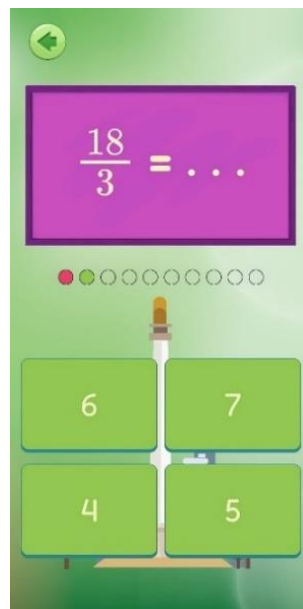 18/3 = . . .
6 7
4 5